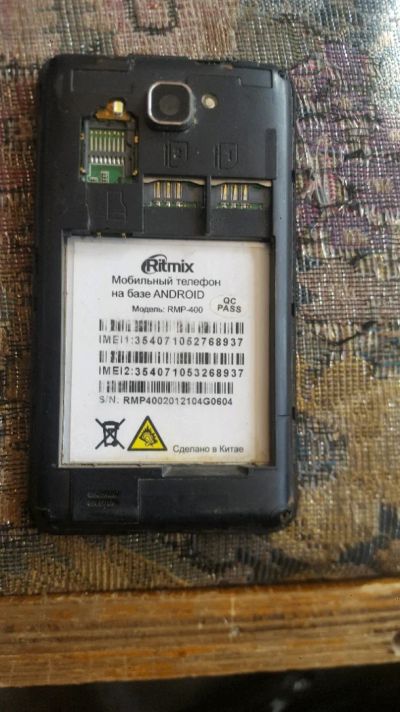 Ritmix
Мобильный телефон
на базе ANDROID
QC
PASS
Модель: RMP-400
IMEI1:354071052768937
IMEI2:354071053268937
S/N: RMP4002012104G0604
Сделано в Китае